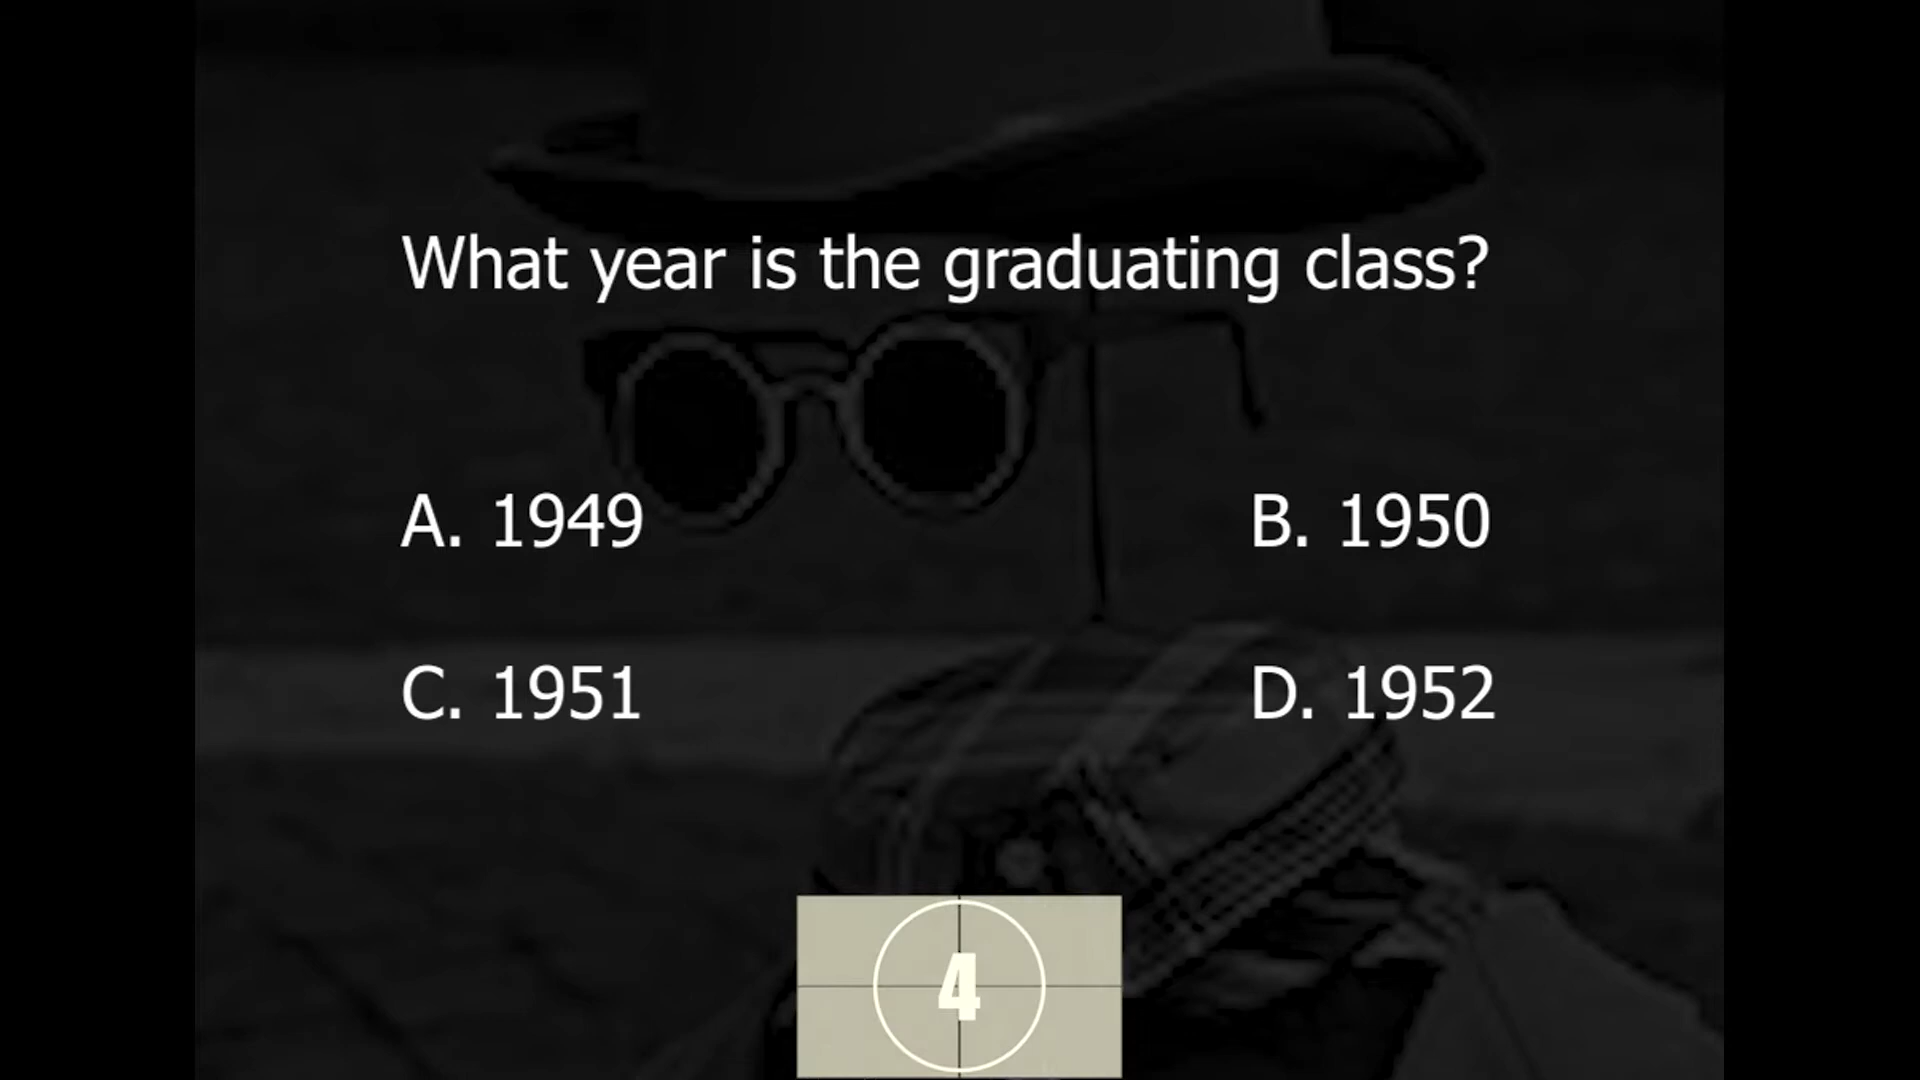 What year is the graduating class?
A. 1949
B. 1950
C. 1951
D. 1952
4